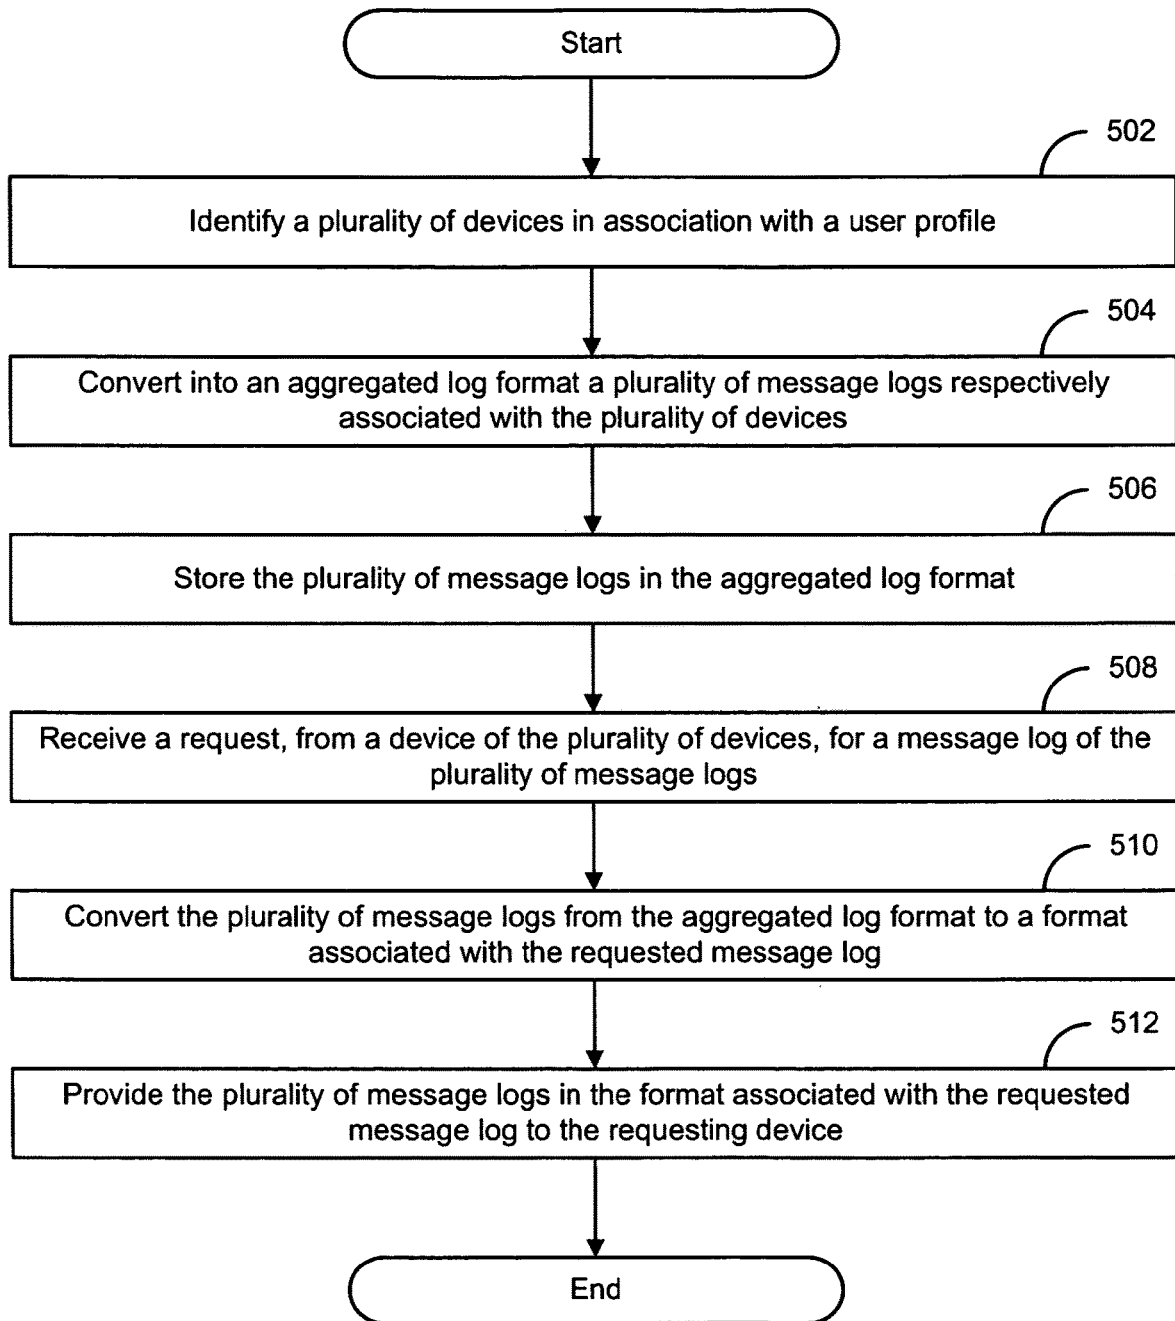 Start
502
Identify a plurality of devices in association with a user profile
504
Convert into an aggregated log format a plurality of message logs respectively
associated with the plurality of devices
506
Store the plurality of message logs in the aggregated log format
508
Receive a request, from a device of the plurality of devices, for a message log of the
plurality of message logs
510
Convert the plurality of message logs from the aggregated log format to a format
associated with the requested message log
512
Provide the plurality of message logs in the format associated with the requested
message log to the requesting device
End